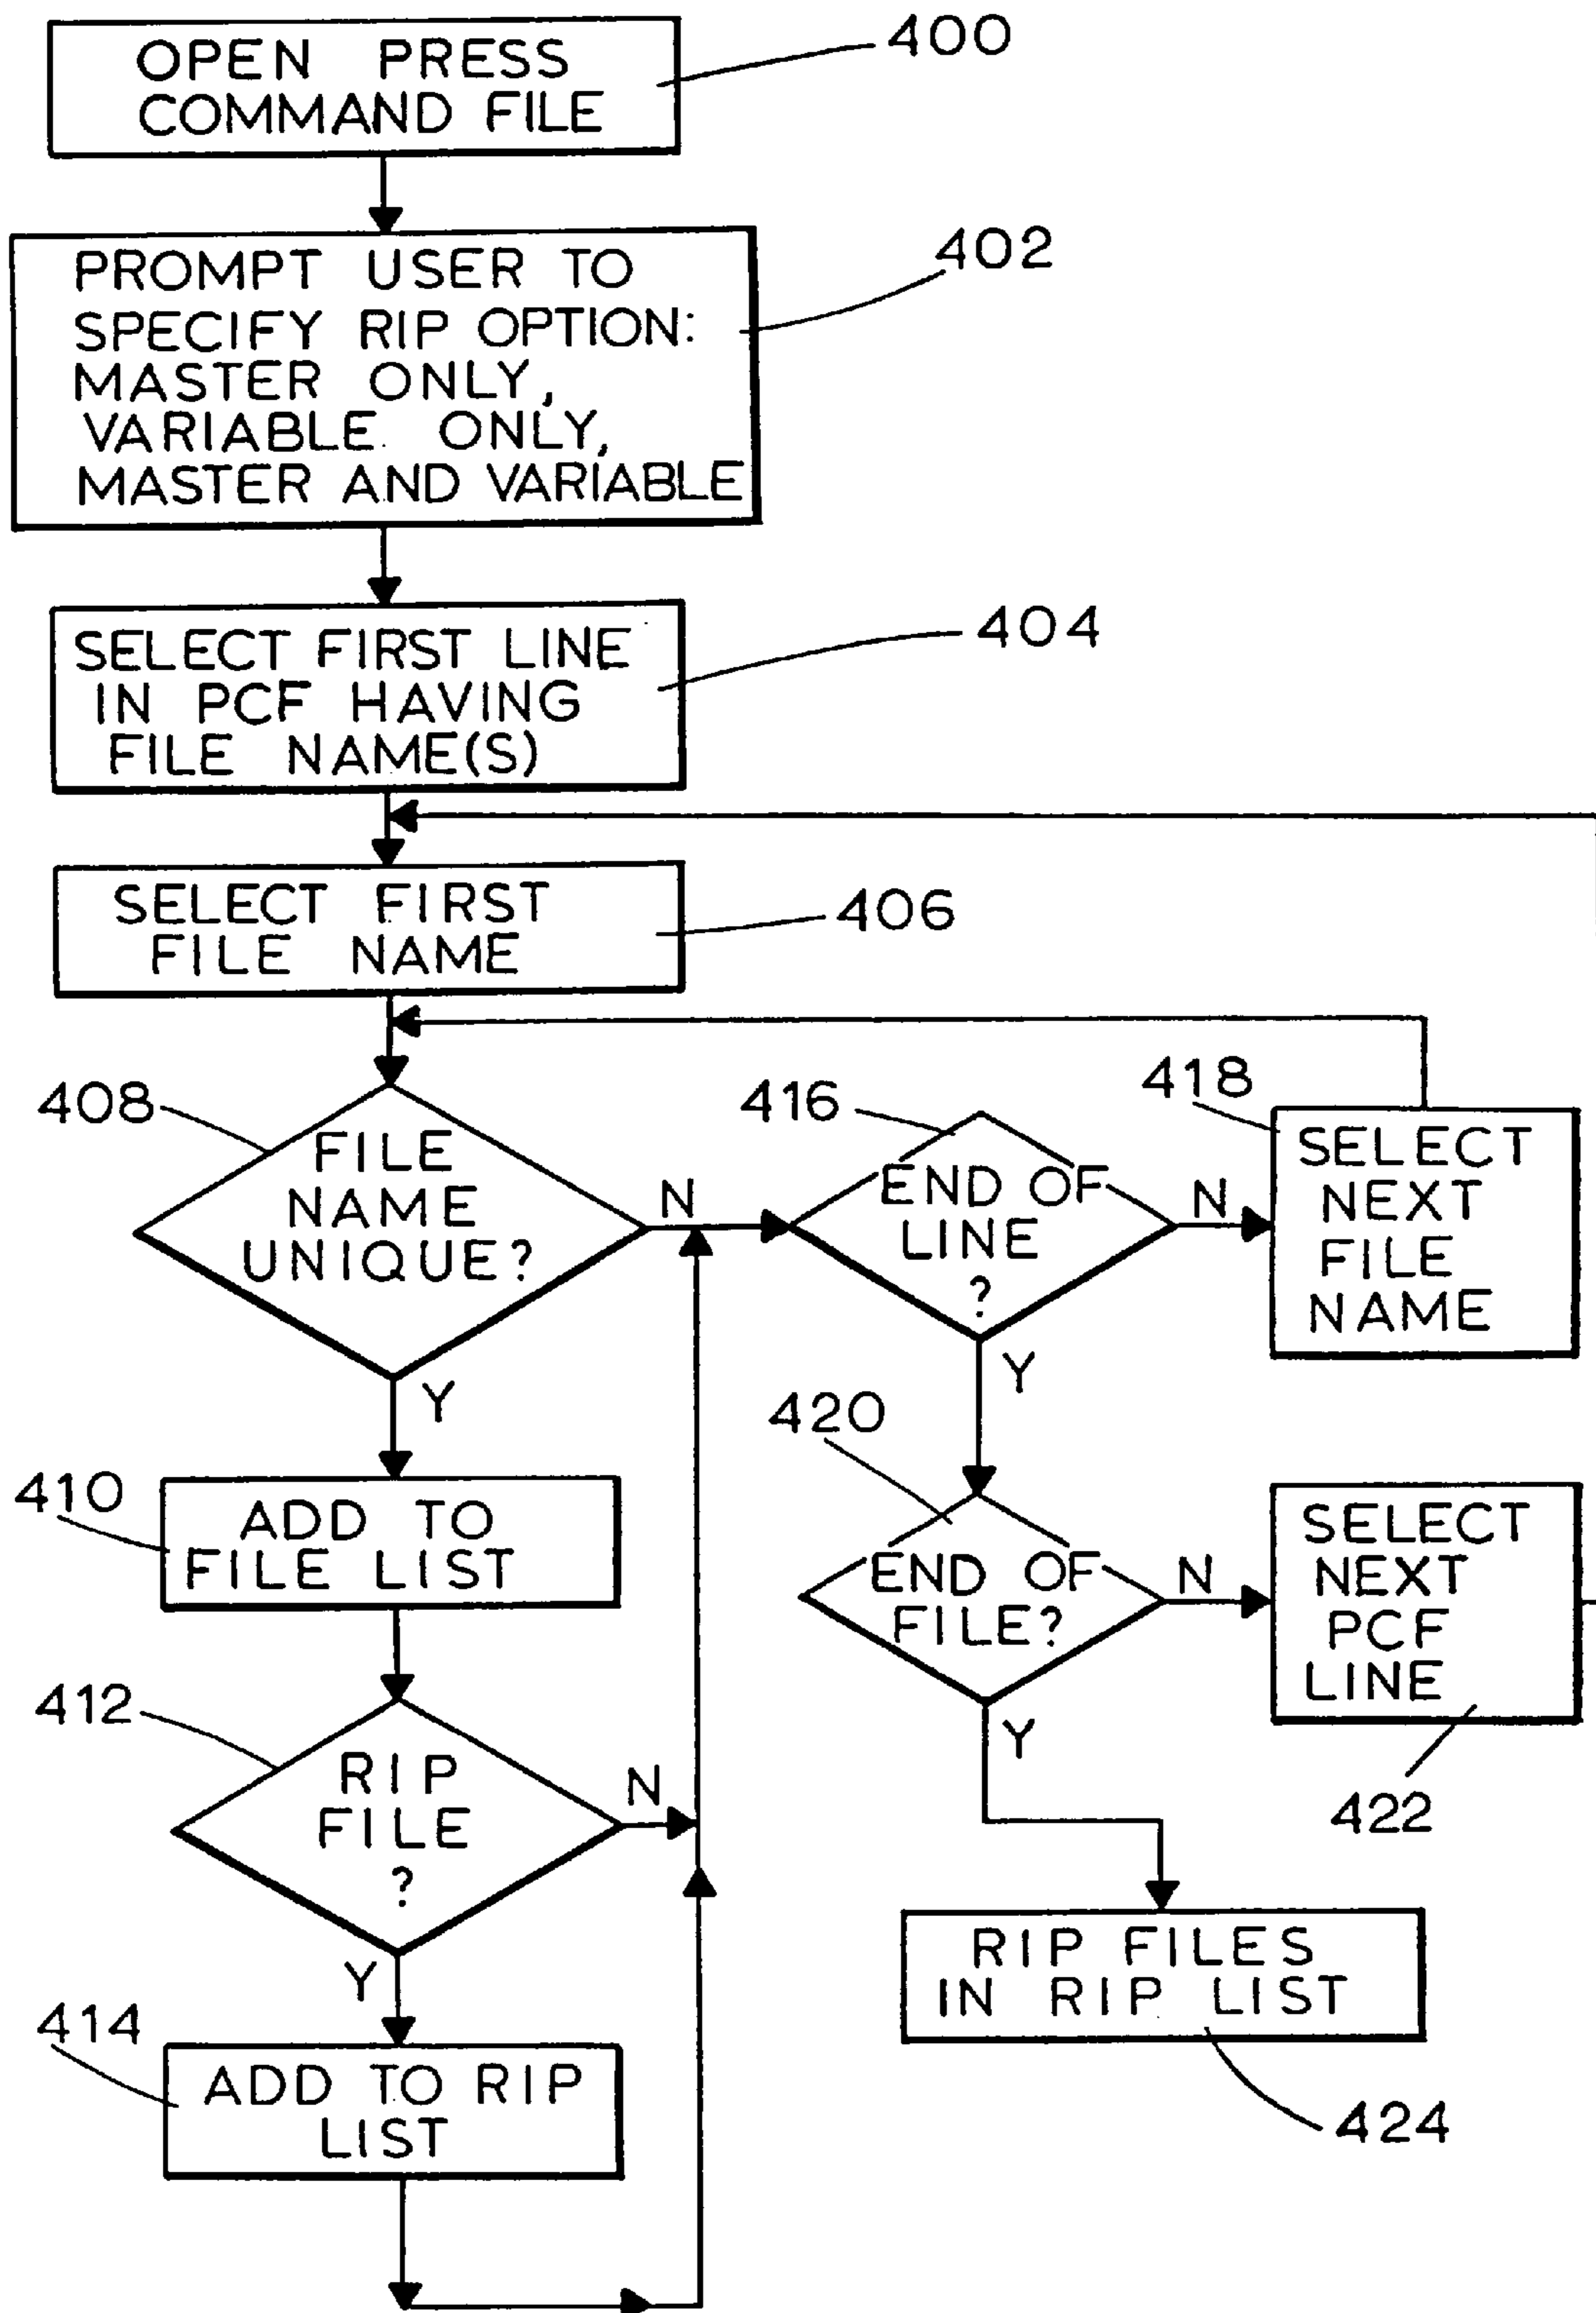 OPEN PRESS
COMMAND FILE
400
PROMPT USER TO
SPECIFY RIP OPTION:
MASTER ONLY,
VARIABLE ONLY,
MASTER AND VARIABLE
402
SELECT FIRST LINE
IN PCF HAVING
FILE NAME(S)
404
SELECT FIRST
FILE NAME
406
408
FILE
NAME
UNIQUE?
N
Y
416
END OF
LINE
?
N
Y
418
SELECT
NEXT
FILE
NAME
410
ADD TO
FILE LIST
420
END OF
FILE?
N
Y
SELECT
NEXT
PCF
LINE
422
412
RIP
FILE
?
N
Y
414
ADD TO RIP
LIST
RIP FILES
IN RIP LIST
424